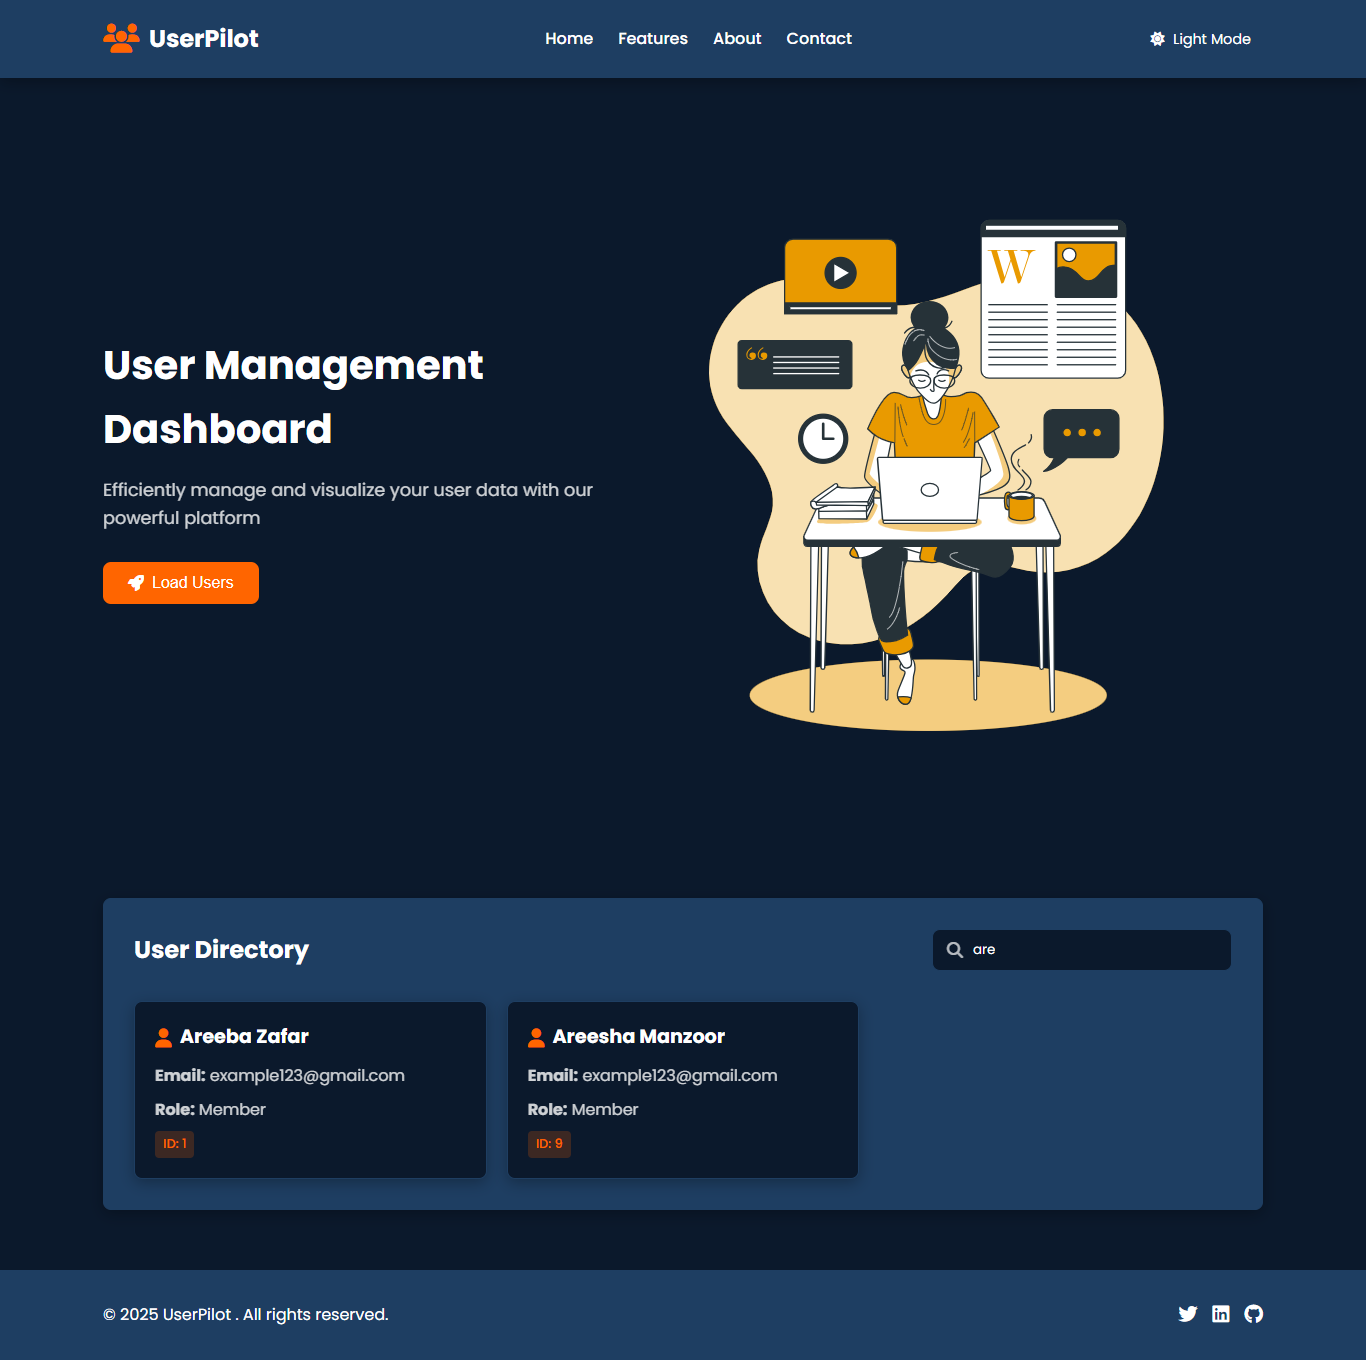 UserPilot
Home Features About Contact
Light Mode
W
“
User Management
Dashboard
Efficiently manage and visualize your user data with our
powerful platform
Load Users
User Directory
are
Areeba Zafar
Email: example123@gmail.com
Role: Member
ID: 1
Areesha Manzoor
Email: example123@gmail.com
Role: Member
ID: 9
© 2025 UserPilot . All rights reserved.